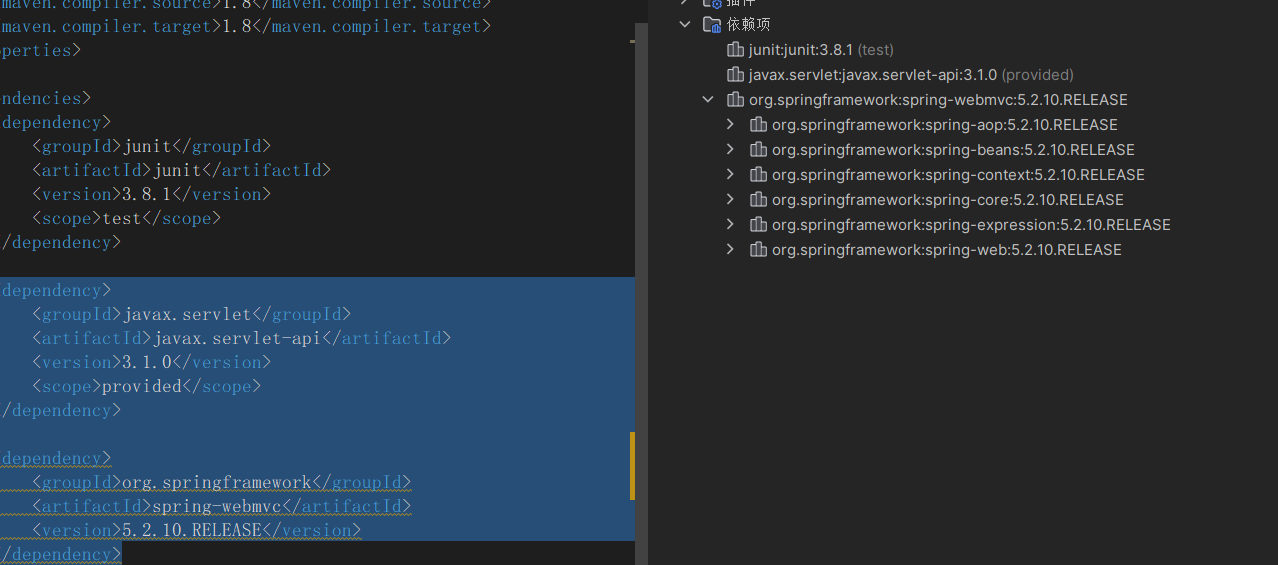 maven.compiler.source>1.8</maven.compiler.source>
maven.compiler.target>1.8</maven.compiler.target>
operties>
endencies>
dependency>
<groupId>junit</groupId>
<artifactId>junit</artifactId>
<version>3.8.1</version>
<scope>test</scope>
/dependency>
dependency>
<groupId>javax.servlet</groupId>
<artifactId>javax.servlet-api</artifactId>
<version>3.1.0</version>
<scope>provided</scope>
/dependency>
dependency>
<groupId>org.springframework</groupId>
<artifactId>spring-webmvc</artifactId>
<version>5.2.10.RELEASE</version>
/dependency>
插件
依赖项
junit:junit:3.8.1 (test)
javax.servlet:javax.servlet-api:3.1.0 (provided)
org.springframework:spring-webmvc:5.2.10.RELEASE
org.springframework:spring-aop:5.2.10.RELEASE
org.springframework:spring-beans:5.2.10.RELEASE
org.springframework:spring-context:5.2.10.RELEASE
org.springframework:spring-core:5.2.10.RELEASE
org.springframework:spring-expression:5.2.10.RELEASE
org.springframework:spring-web:5.2.10.RELEASE